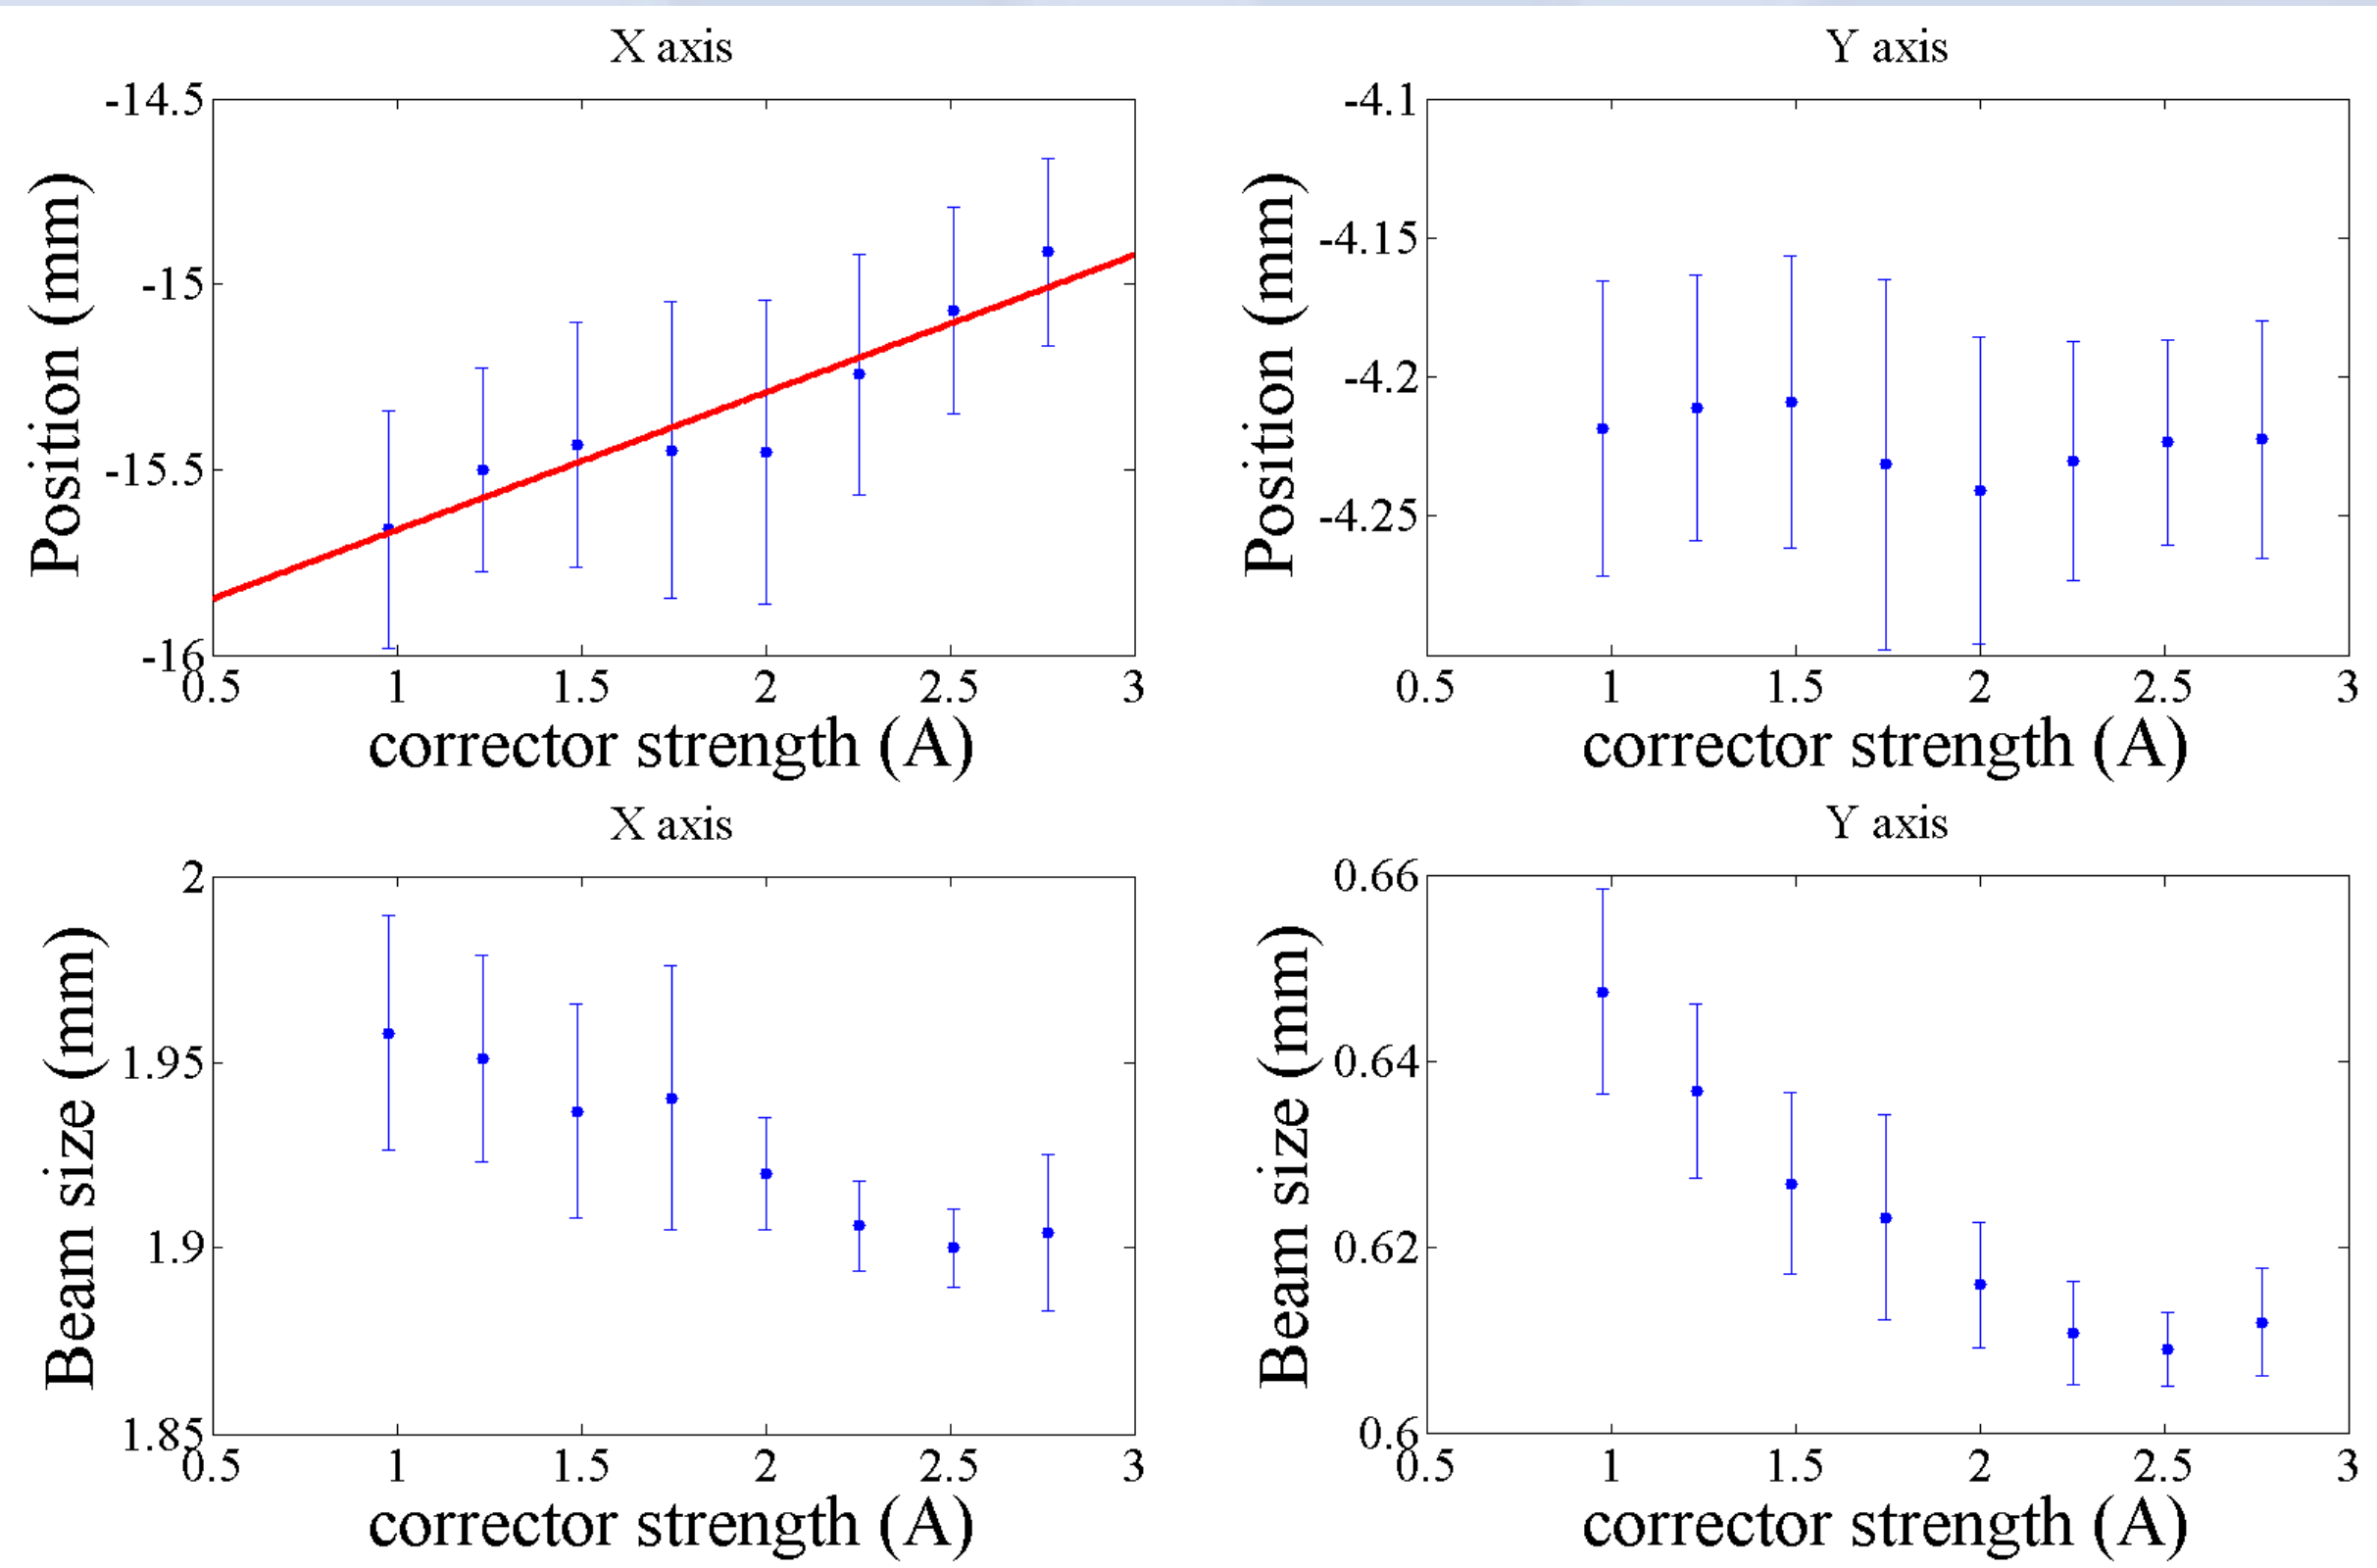 X axis
-14.5
-15
-15.5
-16
0.5 1 1.5 2 2.5 3
Position (mm)
corrector strength (A)
Y axis
-4.1
-4.15
-4.2
-4.25
0.5 1 1.5 2 2.5 3
Position (mm)
corrector strength (A)
X axis
2
1.95
1.9
1.85
0.5 1 1.5 2 2.5 3
Beam size (mm)
corrector strength (A)
Y axis
0.66
0.64
0.62
0.6
0.5 1 1.5 2 2.5 3
Beam size (mm)
corrector strength (A)